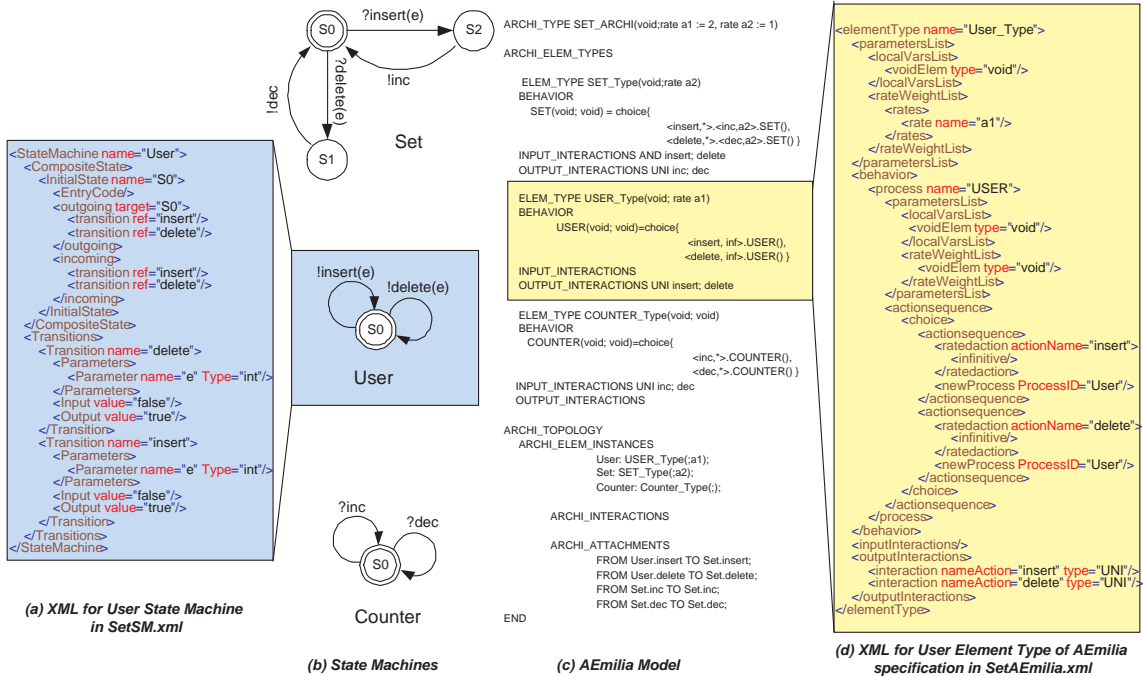 <StateMachine name="User">
<CompositeState>
<InitialState name="S0">
<EntryCode/>
<outgoing target="S0">
<transition ref="insert"/>
<transition ref="delete"/>
</outgoing>
<incoming>
<transition ref="insert"/>
<transition ref="delete"/>
</incoming>
</InitialState>
</CompositeState>
<Transitions>
<Transition name="delete">
<Parameters>
<Parameter name="e" Type="int"/>
</Parameters>
<Input value="false"/>
<Output value="true"/>
</Transition>
<Transition name="insert">
<Parameters>
<Parameter name="e" Type="int"/>
</Parameters>
<Input value="false"/>
<Output value="true"/>
</Transition>
</Transitions>
</StateMachine>
(a) XML for User State Machine
in SetSM.xml
?insert(e)
S0
S2
?delete(e)
!inc
!dec
S1
Set
!insert(e)
!delete(e)
S0
User
?inc
?dec
S0
Counter
(b) State Machines
ARCHI_TYPE SET_ARCHI(void;rate a1 := 2, rate a2 := 1)
ARCHI_ELEM_TYPES
ELEM_TYPE SET_Type(void;rate a2)
BEHAVIOR
SET(void; void) = choice{
<insert,*>.<inc,a2>.SET(),
<delete,*>.<dec,a2>.SET() }
INPUT_INTERACTIONS AND insert; delete
OUTPUT_INTERACTIONS UNI inc; dec
ELEM_TYPE USER_Type(void; rate a1)
BEHAVIOR
USER(void; void)=choice{
<insert, inf>.USER(),
<delete, inf>.USER() }
INPUT_INTERACTIONS
OUTPUT_INTERACTIONS UNI insert; delete
ELEM_TYPE COUNTER_Type(void; void)
BEHAVIOR
COUNTER(void; void)=choice{
<inc,*>.COUNTER(),
<dec,*>.COUNTER() }
INPUT_INTERACTIONS UNI inc; dec
OUTPUT_INTERACTIONS
ARCHI_TOPOLOGY
ARCHI_ELEM_INSTANCES
User: USER_Type(;a1);
Set: SET_Type(;a2);
Counter: Counter_Type(;);
ARCHI_INTERACTIONS
ARCHI_ATTACHMENTS
FROM User.insert TO Set.insert;
FROM User.delete TO Set.delete;
FROM Set.inc TO Set.inc;
FROM Set.dec TO Set.dec;
END
(c) AEmilia Model
<elementType name="User_Type">
<parametersList>
<localVarsList>
<voidElem type="void"/>
</localVarsList>
<rateWeightList>
<rates>
<rate name="a1"/>
</rates>
</rateWeightList>
</parametersList>
<behavior>
<process name="USER">
<parametersList>
<localVarsList>
<voidElem type="void"/>
</localVarsList>
<rateWeightList>
<voidElem type="void"/>
</rateWeightList>
</parametersList>
<actionsequence>
<choice>
<actionsequence>
<ratedaction actionName="insert">
<infinitive/>
</ratedaction>
<newProcess ProcessID="User"/>
</actionsequence>
<actionsequence>
<ratedaction actionName="delete">
<infinitive/>
</ratedaction>
<newProcess ProcessID="User"/>
</actionsequence>
</choice>
</actionsequence>
</process>
</behavior>
<inputInteractions/>
<outputInteractions>
<interaction nameAction="insert" type="UNI"/>
<interaction nameAction="delete" type="UNI"/>
</outputInteractions>
</elementType>
(d) XML for User Element Type of AEmilia
specification in SetAEmilia.xml